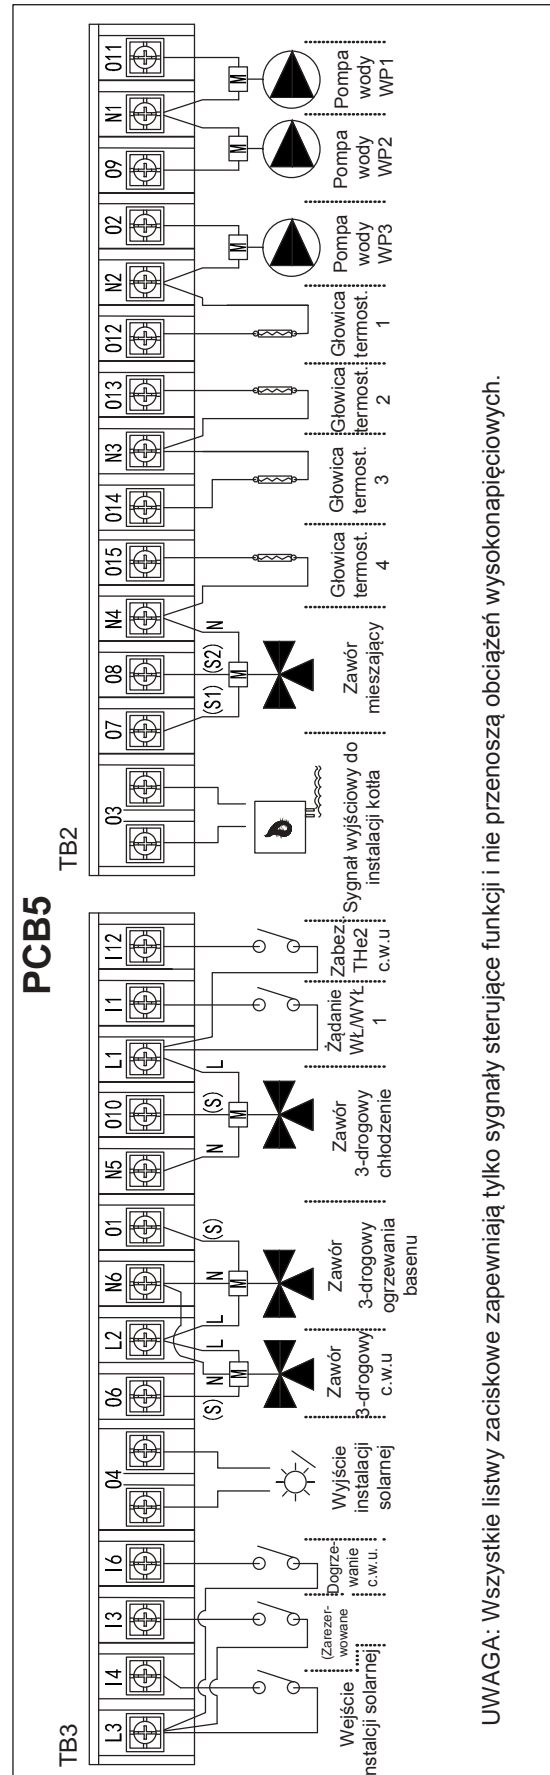 PCB5
TB3
TB2
L3 I4 I3 I6 04 06 L2 N6 01 N5 010 L1 I1 I12
03 07 08 N4 015 014 N3 013 012 N2 02 09 N1 011
(S) N L L N (S) N (S) L
(S1) (S2) N
M M M M M M M
Wejście
nstalcji solarnej
(Zarezer-
wowane
Dogrze-
wanie
c.w.u.
Wyjście
instalacji
solarnej
Zawór
3-drogowy
c.w.u
Zawór
3-drogowy
ogrzewania
basenu
Zawór
3-drogowy
chłodzenie
Żądanie
WŁ/WYŁ
1
Zabez.
THe2
c.w.u
Sygnał wyjściowy do
instalacji kotła
Zawór
mieszający
Głowica
termost.
4
Głowica
termost.
3
Głowica
termost.
2
Głowica
termost.
1
Pompa
wody
WP3
Pompa
wody
WP2
Pompa
wody
WP1
UWAGA: Wszystkie listwy zaciskowe zapewniają tylko sygnały sterujące funkcji i nie przenoszą obciążeń wysokonapięciowych.